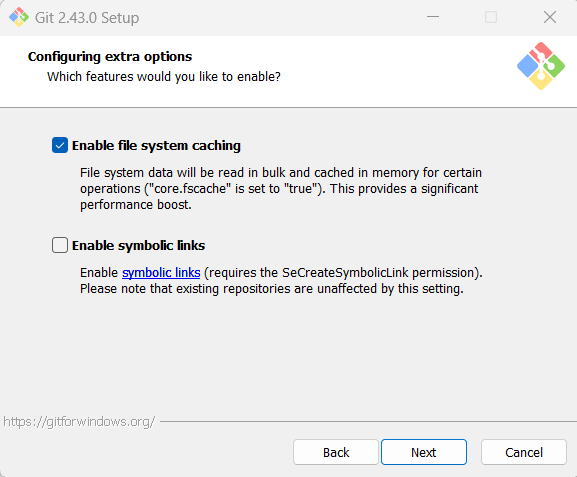 Git 2.43.0 Setup
Configuring extra options
Which features would you like to enable?
Enable file system caching
File system data will be read in bulk and cached in memory for certain
operations ("core.fscache" is set to "true"). This provides a significant
performance boost.
Enable symbolic links
Enable symbolic links (requires the SeCreateSymbolicLink permission).
Please note that existing repositories are unaffected by this setting.
https://gitforwindows.org/
Back Next Cancel